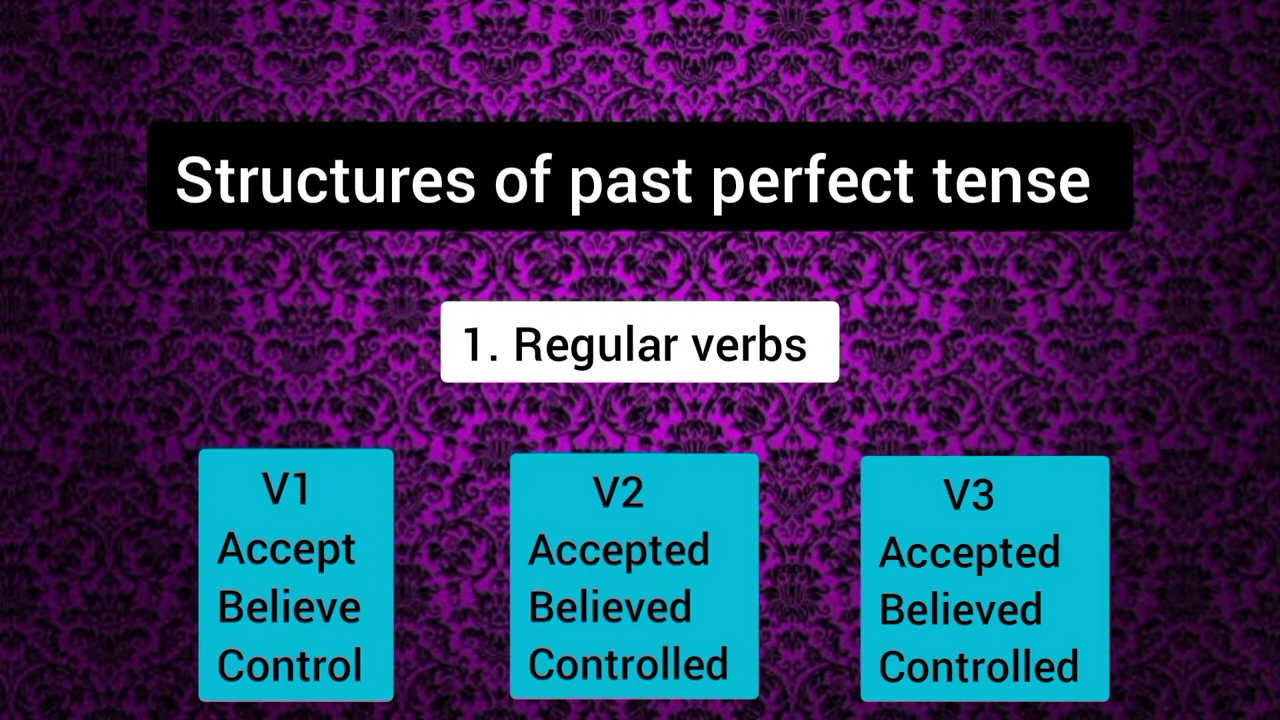 Structures of past perfect tense
1. Regular verbs
V1
Accept
Believe
Control
V2
Accepted
Believed
Controlled
V3
Accepted
Believed
Controlled